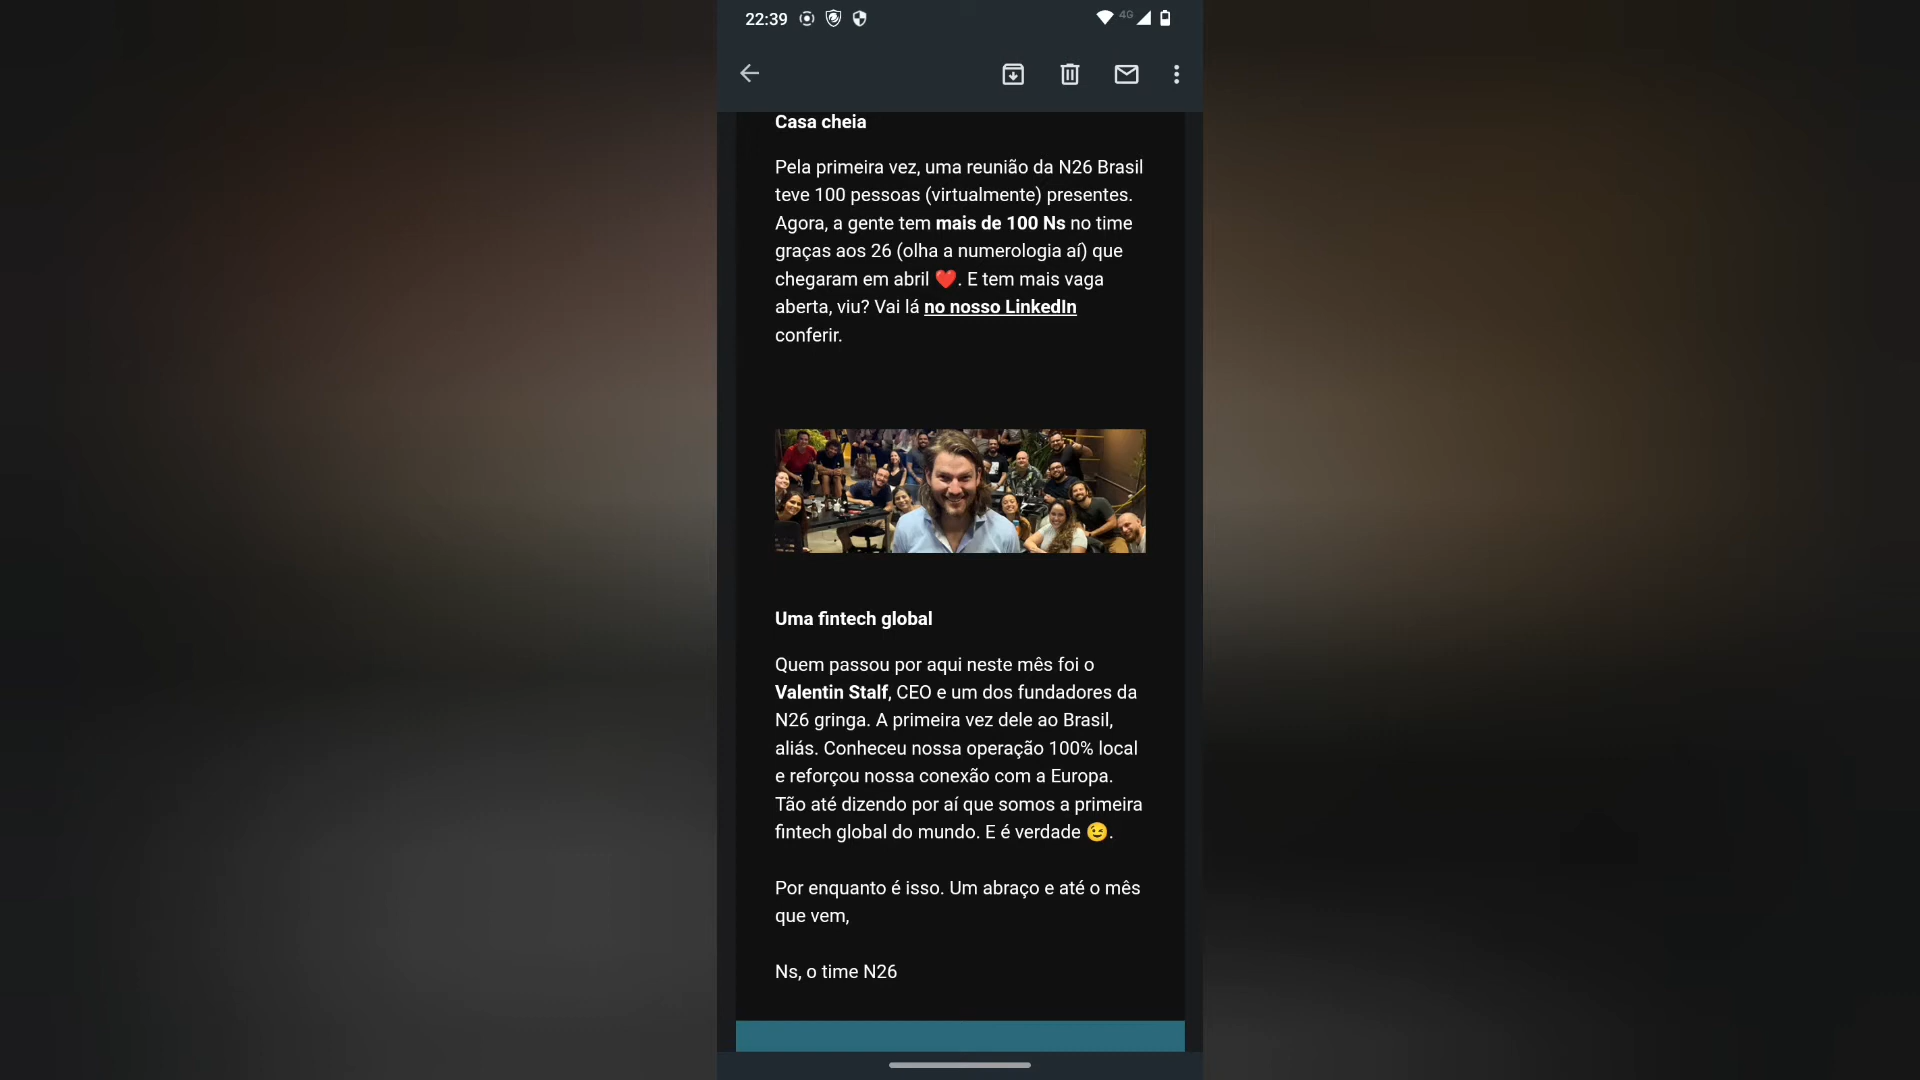 22:39
4G
Casa cheia
Pela primeira vez, uma reunião da N26 Brasil
teve 100 pessoas (virtualmente) presentes.
Agora, a gente tem mais de 100 Ns no time
graças aos 26 (olha a numerologia aí) que
chegaram em abril ❤️. E tem mais vaga
aberta, viu? Vai lá no nosso LinkedIn
conferir.
Uma fintech global
Quem passou por aqui neste mês foi o
Valentin Stalf, CEO e um dos fundadores da
N26 gringa. A primeira vez dele ao Brasil,
aliás. Conheceu nossa operação 100% local
e reforçou nossa conexão com a Europa.
Tão até dizendo por aí que somos a primeira
fintech global do mundo. E é verdade 😉.
Por enquanto é isso. Um abraço e até o mês
que vem,
Ns, o time N26